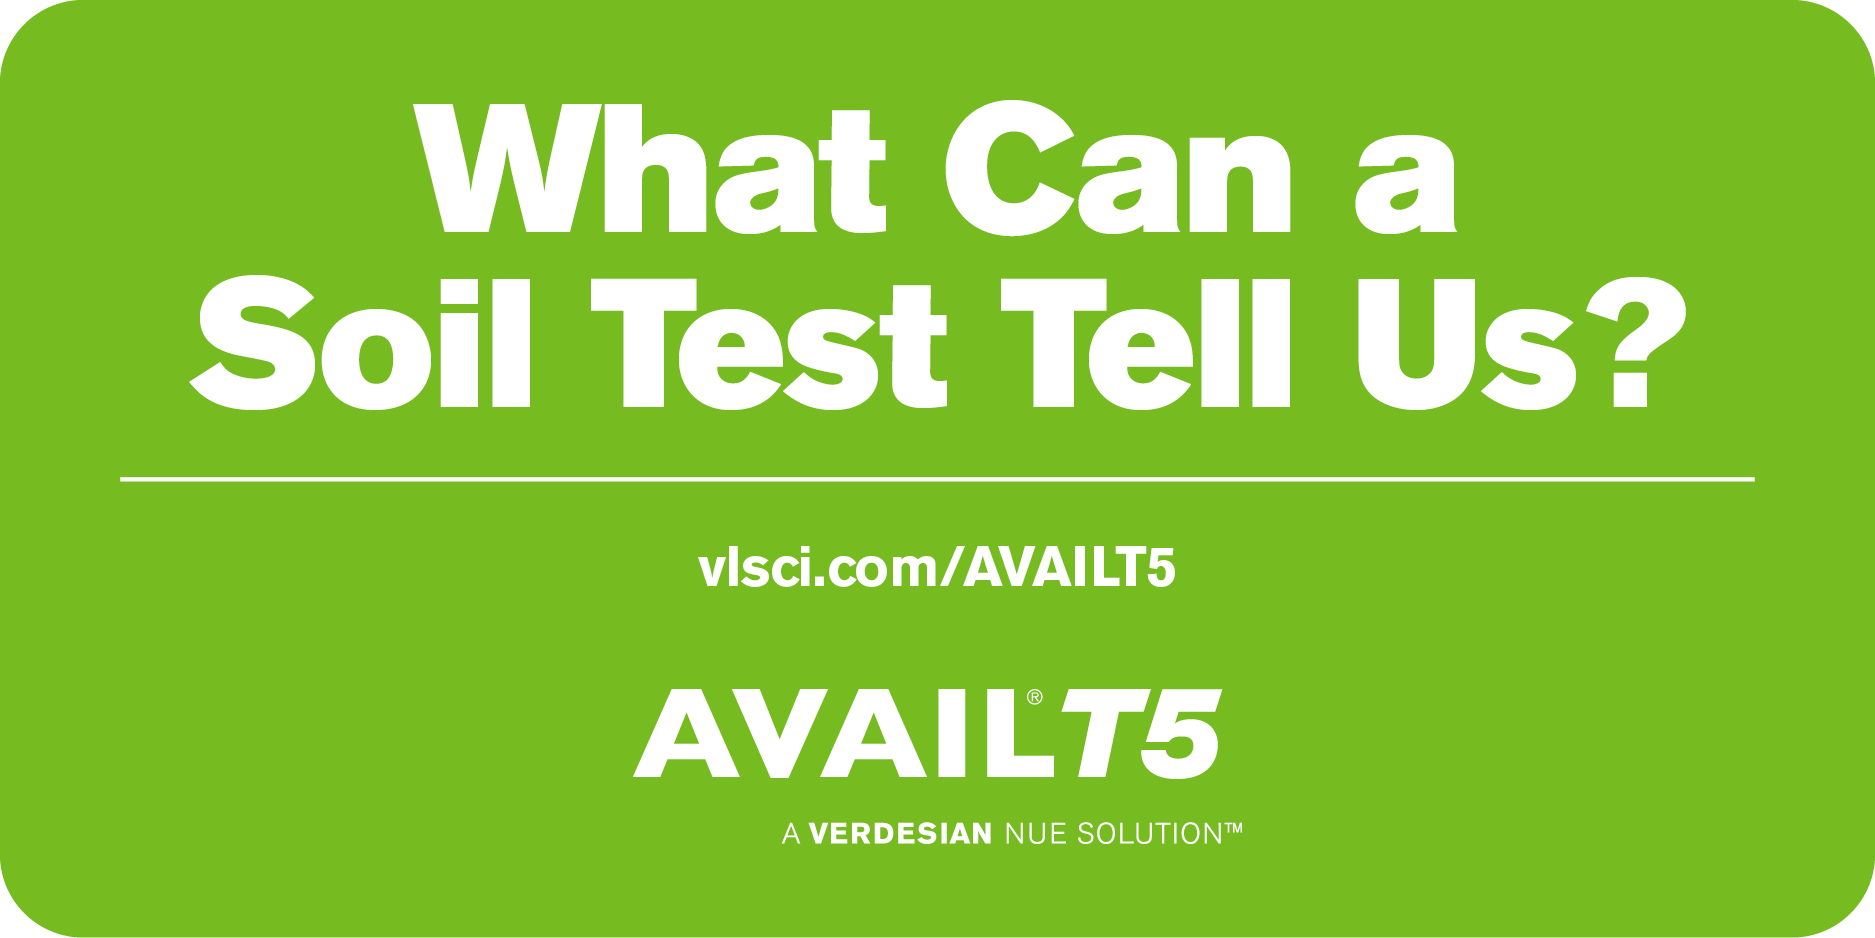 What Can a
Soil Test Tell Us?
vlsci.com/AVAILT5
AVAIL® T5
A VERDESIAN NUE SOLUTION™